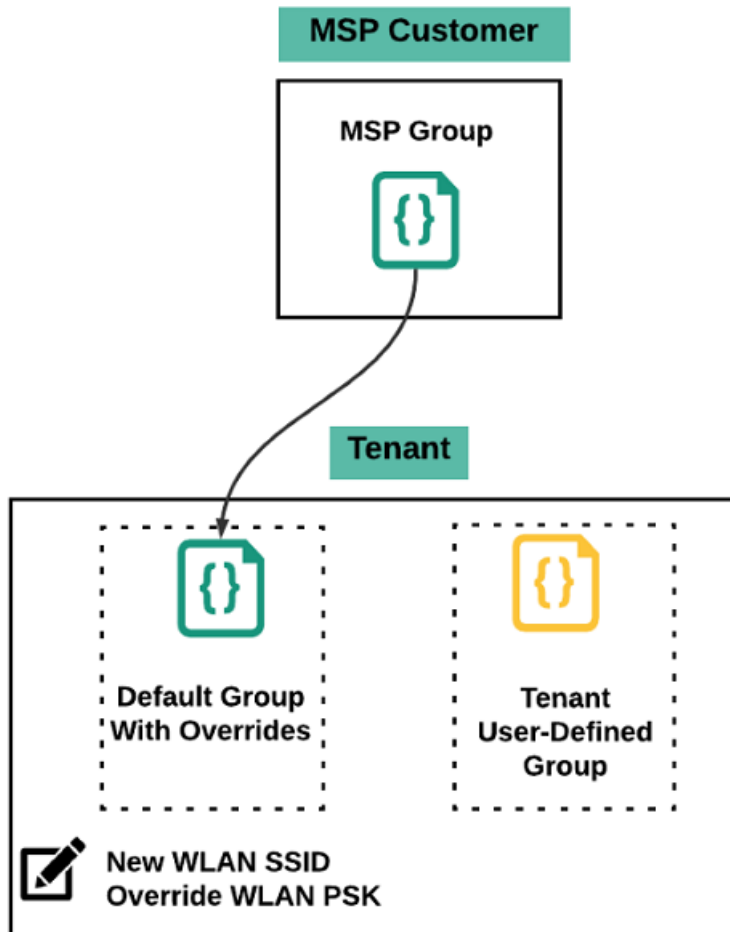 MSP Customer
MSP Group
{}
Tenant
{}
{}
Default Group
With Overrides
Tenant
User-Defined
Group
New WLAN SSID
Override WLAN PSK